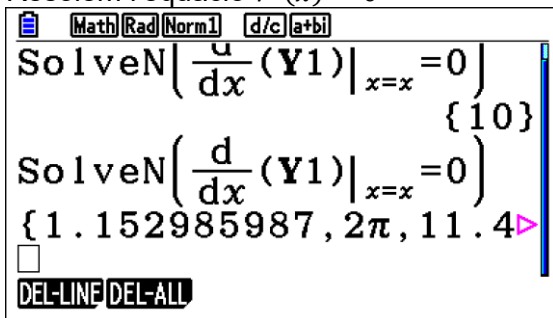 Math Rad Norm1 d/c a+bi
SolveN(d/dx(Y1)|x=x=0)
{10}
SolveN(d/dx(Y1)|x=x=0)
{1.152985987,2π,11.4▷
DEL-LINE DEL-ALL